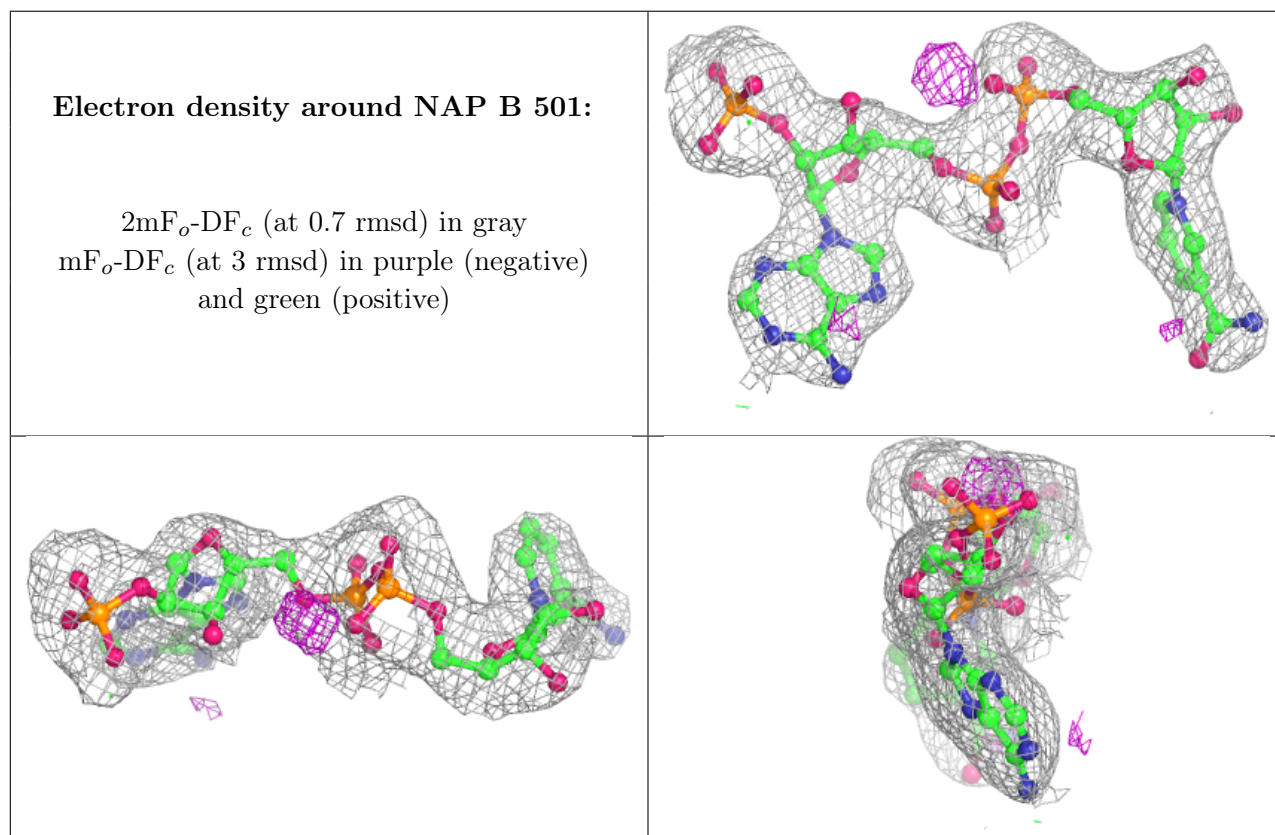 Electron density around NAP B 501:
2mFₒ-DF𝒸 (at 0.7 rmsd) in gray
mFₒ-DF𝒸 (at 3 rmsd) in purple (negative)
and green (positive)